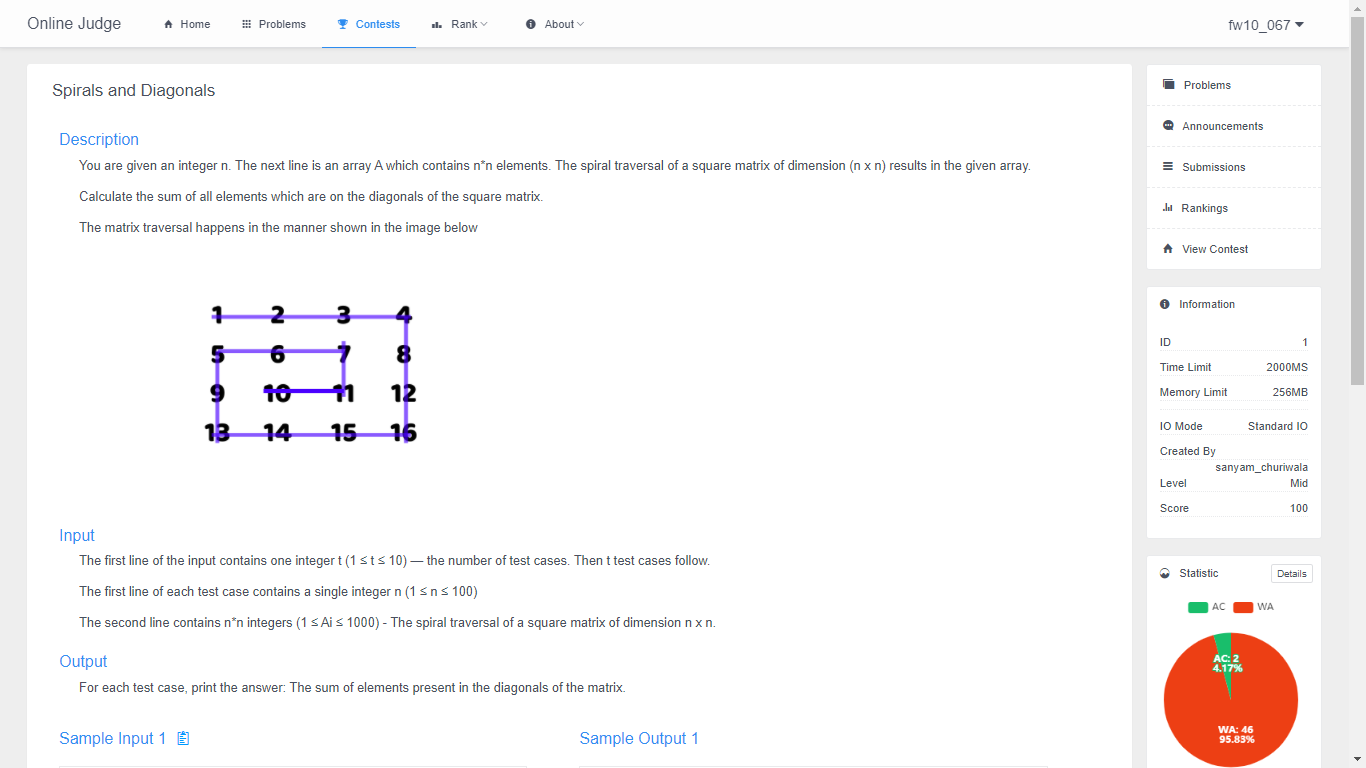 Online Judge
Home
Problems
Contests
Rank
About
fw10_067
Spirals and Diagonals
Description
You are given an integer n. The next line is an array A which contains n*n elements. The spiral traversal of a square matrix of dimension (n x n) results in the given array.
Calculate the sum of all elements which are on the diagonals of the square matrix.
The matrix traversal happens in the manner shown in the image below
1 2 3 4
5 6 7 8
9 10 11 12
13 14 15 16
Input
The first line of the input contains one integer t (1 ≤ t ≤ 10) — the number of test cases. Then t test cases follow.
The first line of each test case contains a single integer n (1 ≤ n ≤ 100)
The second line contains n*n integers (1 ≤ Ai ≤ 1000) - The spiral traversal of a square matrix of dimension n x n.
Output
For each test case, print the answer: The sum of elements present in the diagonals of the matrix.
Sample Input 1
Sample Output 1
Problems
Announcements
Submissions
Rankings
View Contest
Information
ID 1
Time Limit 2000MS
Memory Limit 256MB
IO Mode Standard IO
Created By
sanyam_churiwala
Level Mid
Score 100
Statistic
Details
AC WA
AC: 2
4.17%
WA: 46
95.83%